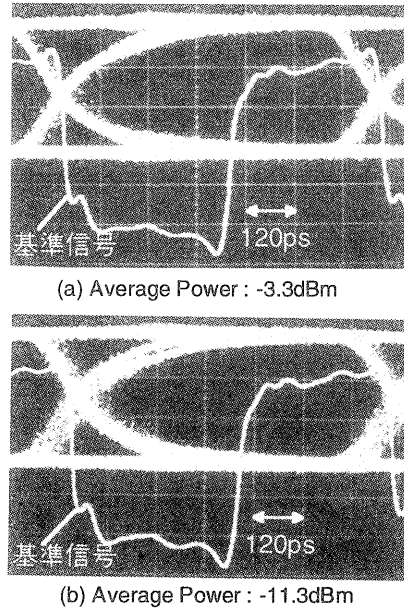 基準信号
120ps
(a) Average Power : -3.3dBm
基準信号
120ps
(b) Average Power : -11.3dBm